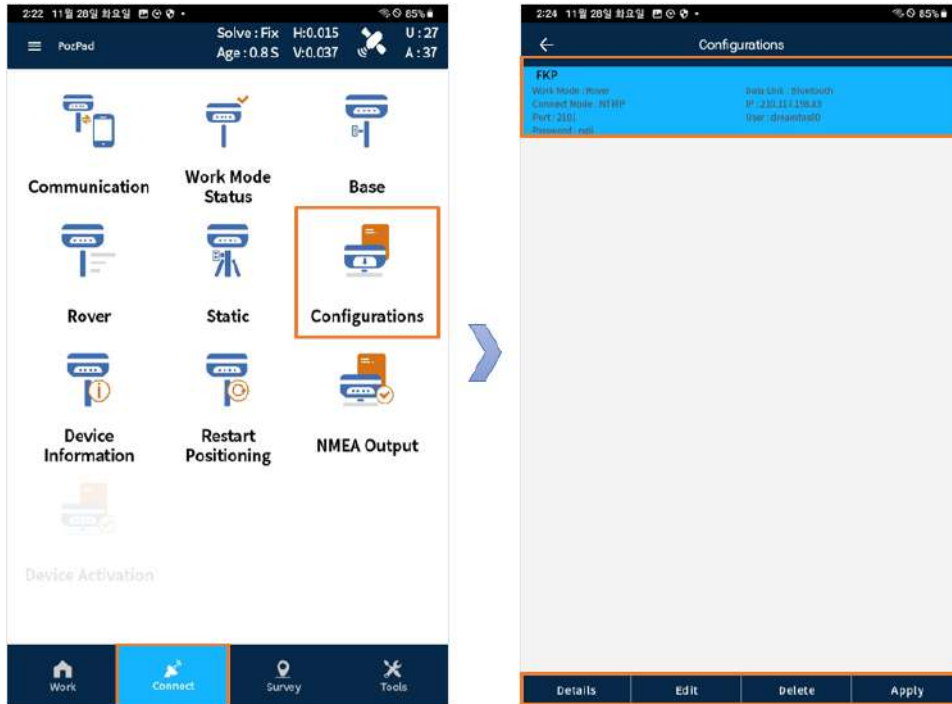 2:22 11월 28일 화요일
65%
PozPad
Solve : Fix H:0.015 U : 27
Age : 0.8 S V:0.037 A : 37
Communication
Work Mode
Status
Base
Rover
Static
Configurations
Device
Information
Restart
Positioning
NMEA Output
Device Activation
Work
Connect
Survey
Tools
2:24 11월 28일 화요일
65%
Configurations
FKP
Work Mode : Rover
Data Link : Bluetooth
Connect Mode : NTRIP
Port : 2101
Password : ngii
Details
Edit
Delete
Apply